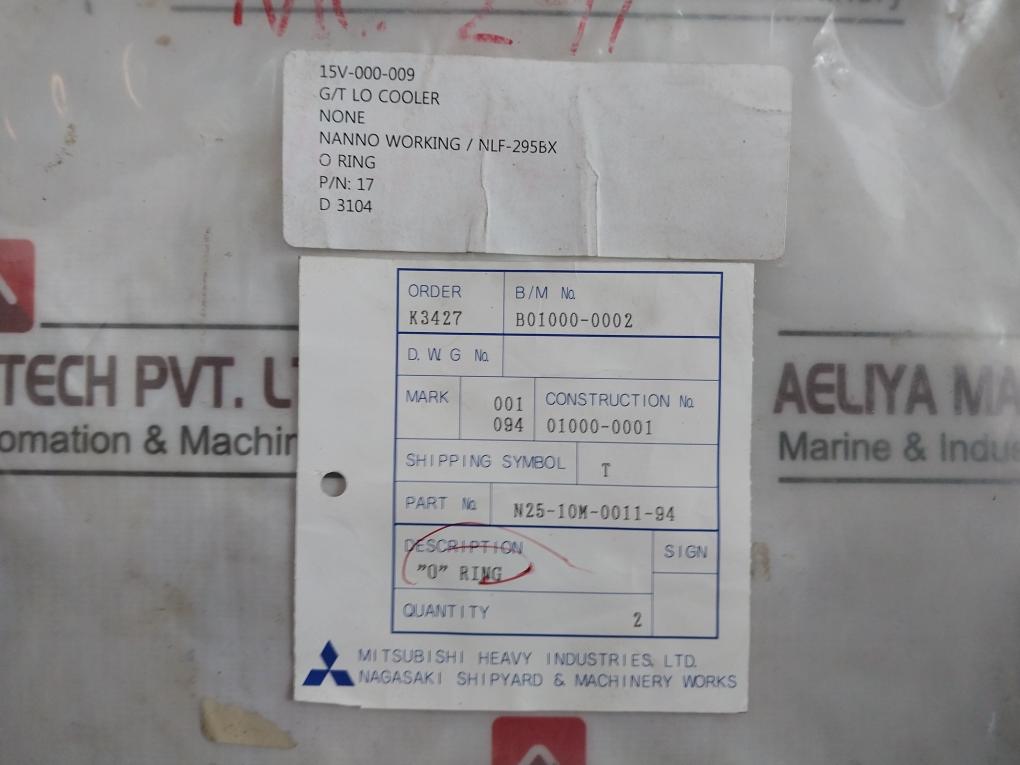 15V-000-009
G/T LO COOLER
NONE
NANNO WORKING / NLF-295BX
O RING
P/N: 17
D 3104
ORDER
K3427
B/M No.
B01000-0002
D. W. G No.
MARK
001
094
CONSTRUCTION No.
01000-0001
SHIPPING SYMBOL
T
PART No.
N25-10M-0011-94
DESCRIPTION
"O" RING
SIGN
QUANTITY
2
MITSUBISHI HEAVY INDUSTRIES, LTD.
NAGASAKI SHIPYARD & MACHINERY WORKS
TECH PVT.
omation & Machin
AELIYA MA
Marine & Indus